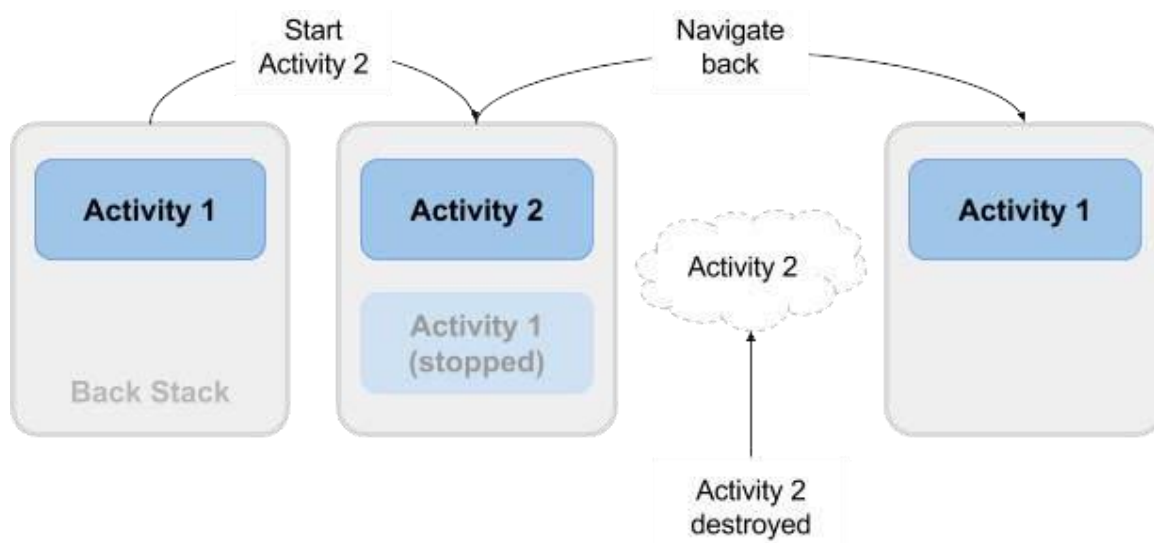 Start
Activity 2
Navigate
back
Activity 1
Back Stack
Activity 2
Activity 1
(stopped)
Activity 2
Activity 2
destroyed
Activity 1